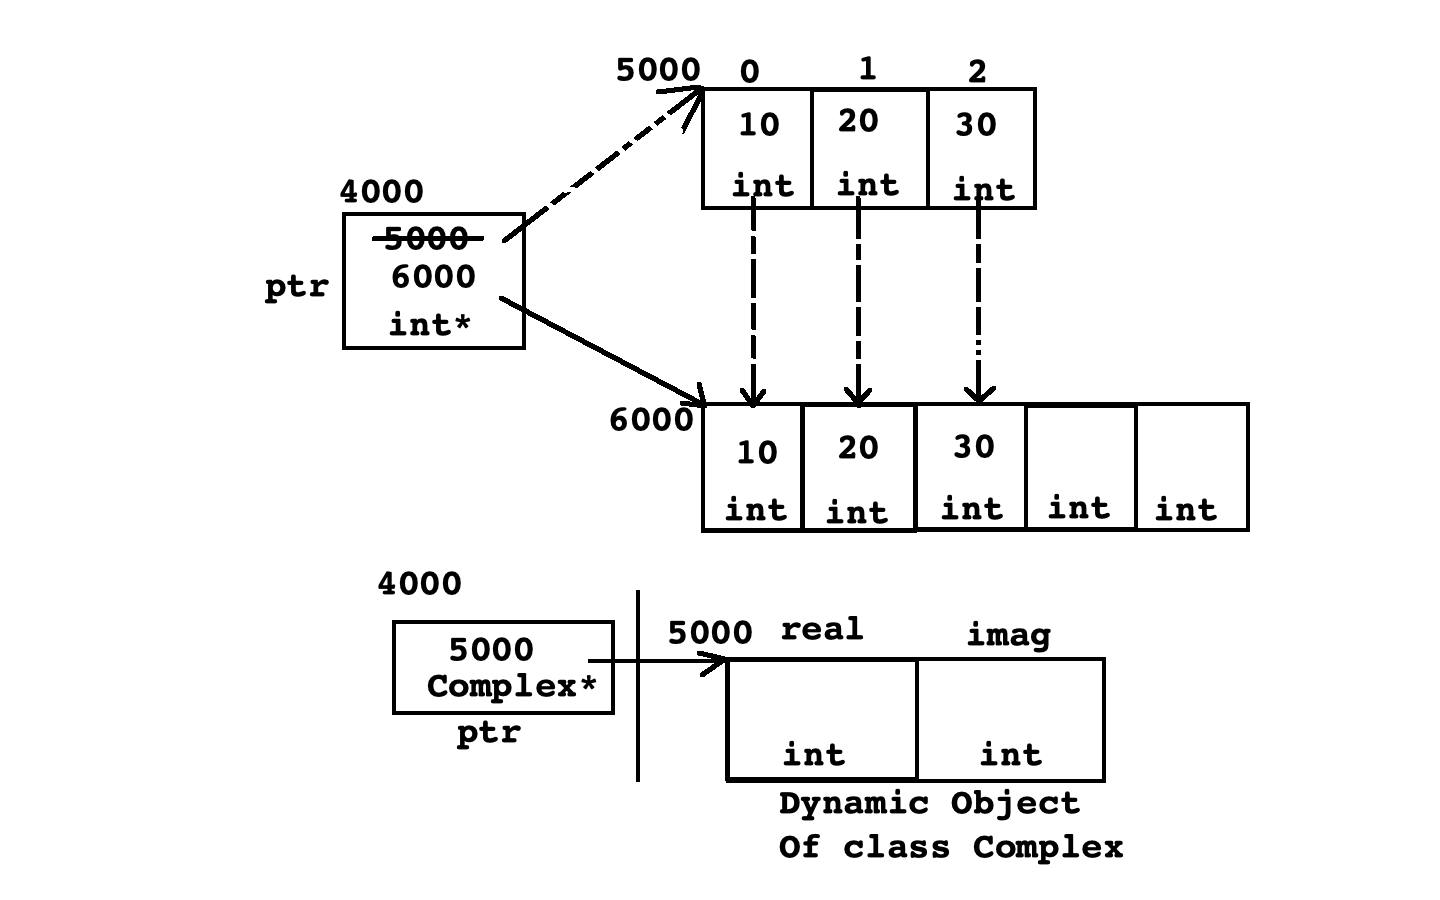 5000 0 1 2
10 20 30
int int int
4000
5000
6000
int*
ptr
6000
10 20 30
int int int int int
4000
5000
Complex*
ptr
5000 real imag
int int
Dynamic Object
Of class Complex